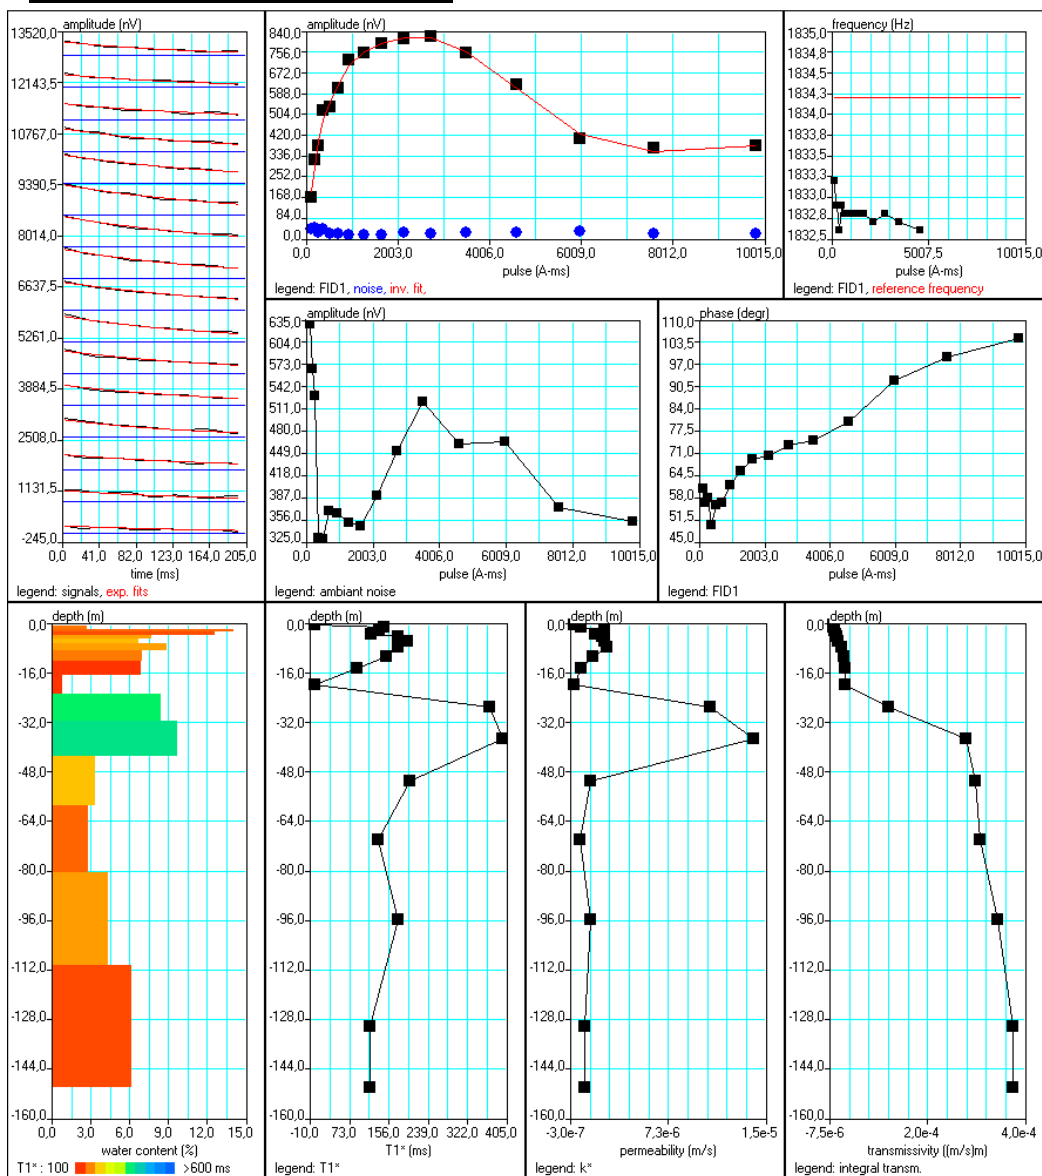 amplitude (nV)
13520,0
12143,5
10767,0
9390,5
8014,0
6637,5
5261,0
3884,5
2508,0
1131,5
-245,0
0,0 41,0 82,0 123,0 164,0 205,0
time (ms)
legend: signals, exp. fits
amplitude (nV)
840,0
756,0
672,0
588,0
504,0
420,0
336,0
252,0
168,0
84,0
0,0
0,0 2003,0 4006,0 6009,0 8012,0 10015,0
pulse (A-ms)
legend: FID1, noise, inv. fit,
frequency (Hz)
1835,0
1834,8
1834,5
1834,3
1834,0
1833,8
1833,5
1833,3
1833,0
1832,8
1832,5
0,0 5007,5 10015,0
pulse (A-ms)
legend: FID1, reference frequency
amplitude (nV)
635,0
604,0
573,0
542,0
511,0
480,0
449,0
418,0
387,0
356,0
325,0
0,0 2003,0 4006,0 6009,0 8012,0 10015,0
pulse (A-ms)
legend: ambiant noise
phase (degr)
110,0
103,5
97,0
90,5
84,0
77,5
71,0
64,5
58,0
51,5
45,0
0,0 2003,0 4006,0 6009,0 8012,0 10015,0
pulse (A-ms)
legend: FID1
depth (m)
0,0
-16,0
-32,0
-48,0
-64,0
-80,0
-96,0
-112,0
-128,0
-144,0
-160,0
0,0 3,0 6,0 9,0 12,0 15,0
water content (%)
T1* : 100 >600 ms
depth (m)
0,0
-16,0
-32,0
-48,0
-64,0
-80,0
-96,0
-112,0
-128,0
-144,0
-160,0
-10,0 73,0 156,0 239,0 322,0 405,0
T1* (ms)
legend: T1*
depth (m)
0,0
-16,0
-32,0
-48,0
-64,0
-80,0
-96,0
-112,0
-128,0
-144,0
-160,0
-3,0e-7 7,3e-6 1,5e-5
permeability (m/s)
legend: k*
depth (m)
0,0
-16,0
-32,0
-48,0
-64,0
-80,0
-96,0
-112,0
-128,0
-144,0
-160,0
-7,5e-6 2,0e-4 4,0e-4
transmissivity ((m/s)m)
legend: integral transm.